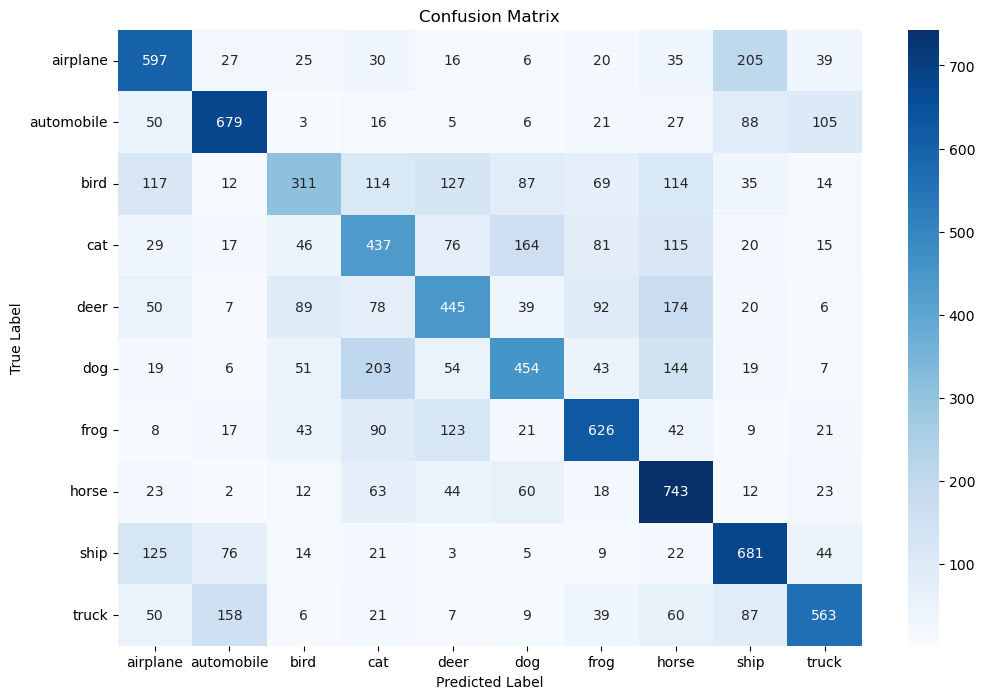 Confusion Matrix
True Label
airplane 597 27 25 30 16 6 20 35 205 39
automobile 50 679 3 16 5 6 21 27 88 105
bird 117 12 311 114 127 87 69 114 35 14
cat 29 17 46 437 76 164 81 115 20 15
deer 50 7 89 78 445 39 92 174 20 6
dog 19 6 51 203 54 454 43 144 19 7
frog 8 17 43 90 123 21 626 42 9 21
horse 23 2 12 63 44 60 18 743 12 23
ship 125 76 14 21 3 5 9 22 681 44
truck 50 158 6 21 7 9 39 60 87 563
airplane automobile bird cat deer dog frog horse ship truck
Predicted Label
700
600
500
400
300
200
100